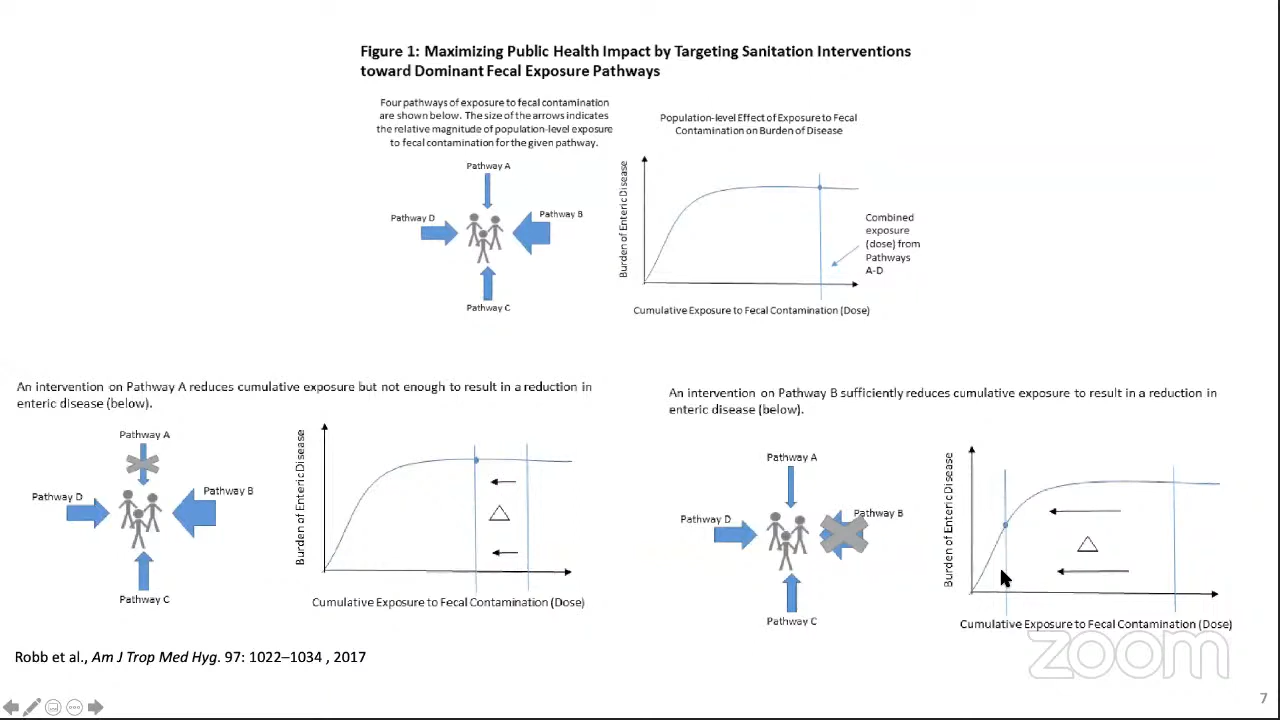 Figure 1: Maximizing Public Health Impact by Targeting Sanitation Interventions
toward Dominant Fecal Exposure Pathways
Four pathways of exposure to fecal contamination
are shown below. The size of the arrows indicates
the relative magnitude of population-level exposure
to fecal contamination for the given pathway.
Pathway A
Pathway D
Pathway B
Pathway C
Population-level Effect of Exposure to Fecal
Contamination on Burden of Disease
Burden of Enteric Disease
Combined
exposure
(dose) from
Pathways
A-D
Cumulative Exposure to Fecal Contamination (Dose)
An intervention on Pathway A reduces cumulative exposure but not enough to result in a reduction in
enteric disease (below).
Pathway A
Pathway D
Pathway B
Pathway C
Burden of Enteric Disease
Cumulative Exposure to Fecal Contamination (Dose)
An intervention on Pathway B sufficiently reduces cumulative exposure to result in a reduction in
enteric disease (below).
Pathway A
Pathway D
Pathway B
Pathway C
Burden of Enteric Disease
Cumulative Exposure to Fecal Contamination (Dose)
Robb et al., Am J Trop Med Hyg. 97: 1022–1034 , 2017
zoom
7